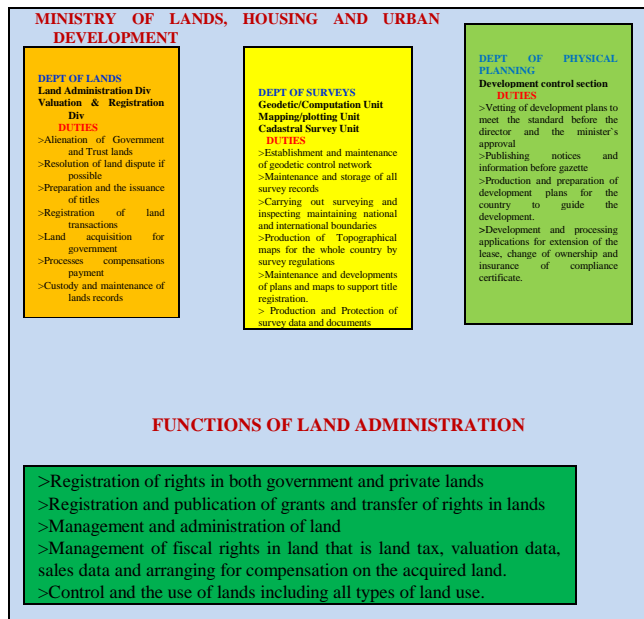 MINISTRY OF LANDS, HOUSING AND URBAN
DEVELOPMENT
DEPT OF LANDS
Land Administration Div
Valuation & Registration
Div
DUTIES
>Alienation of Government
and Trust lands
>Resolution of land dispute if
possible
>Preparation and the issuance
of titles
>Registration of land
transactions
>Land acquisition for
government
>Processes compensations
payment
>Custody and maintenance of
lands records
DEPT OF SURVEYS
Geodetic/Computation Unit
Mapping/plotting Unit
Cadastral Survey Unit
DUTIES
>Establishment and maintenance
of geodetic control network
>Maintenance and storage of all
survey records
>Carrying out surveying and
inspecting maintaining national
and international boundaries
>Production of Topographical
maps for the whole country by
survey regulations
>Maintenance and developments
of plans and maps to support title
registration.
> Production and Protection of
survey data and documents
DEPT OF PHYSICAL
PLANNING
Development control section
DUTIES
>Vetting of development plans to
meet the standard before the
director and the minister`s
approval
>Publishing notices and
information before gazette
>Production and preparation of
development plans for the
country to guide the
development.
>Development and processing
applications for extension of the
lease, change of ownership and
insurance of compliance
certificate.
FUNCTIONS OF LAND ADMINISTRATION
>Registration of rights in both government and private lands
>Registration and publication of grants and transfer of rights in lands
>Management and administration of land
>Management of fiscal rights in land that is land tax, valuation data,
sales data and arranging for compensation on the acquired land.
>Control and the use of lands including all types of land use.